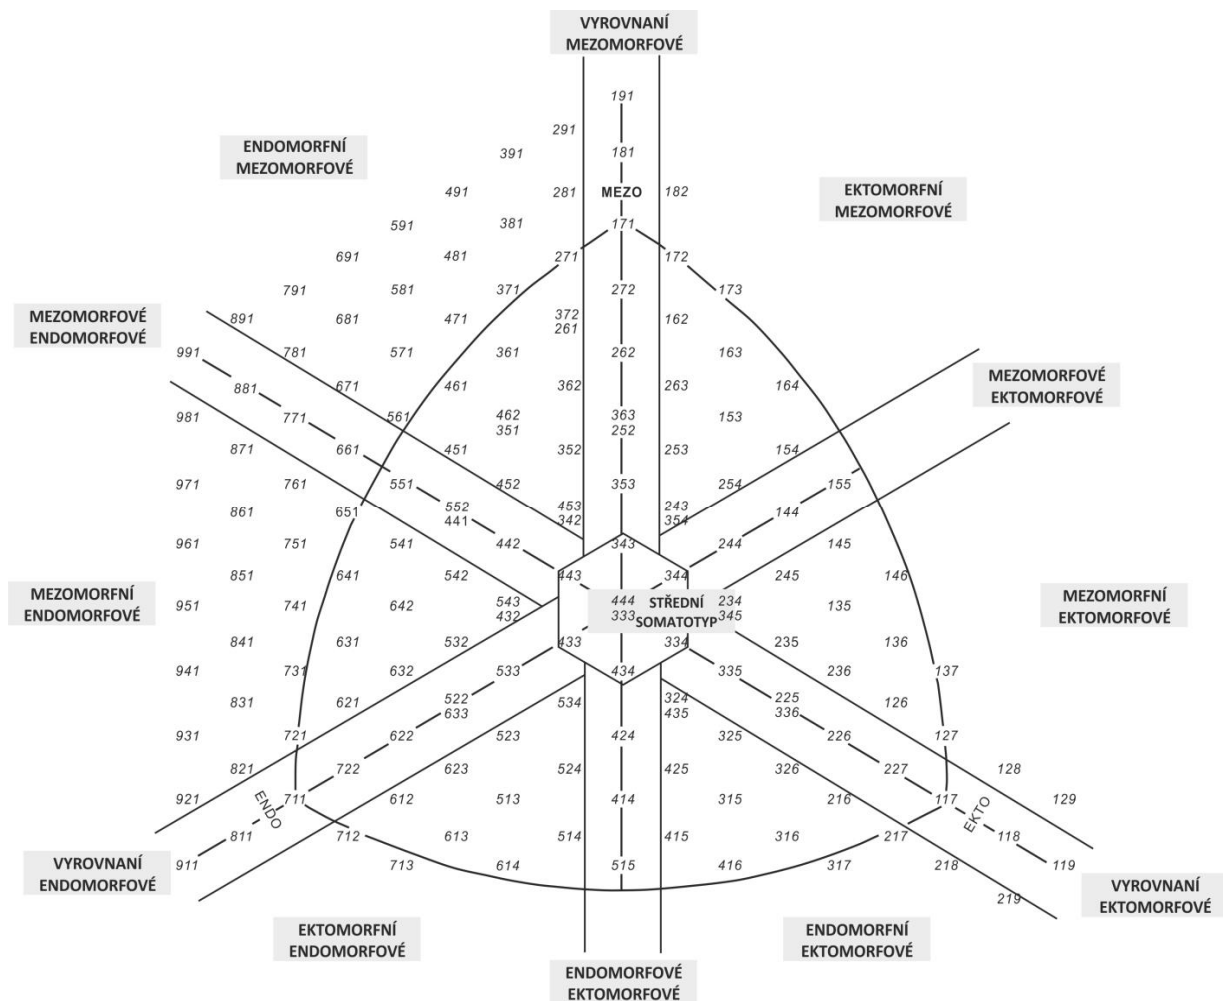 VYROVNANÍ
MEZOMORFOVÉ
191
291
391 181
ENDOMORFNÍ
MEZOMORFOVÉ
491 281 MEZO 182
EKTOMORFNÍ
MEZOMORFOVÉ
591 381 171
691 481 271 172
791 581 371 272 173
MEZOMORFOVÉ
ENDOMORFOVÉ
891 681 471 372 162
261
991 781 571 361 262 163
MEZOMORFOVÉ
EKTOMORFOVÉ
881 671 461 362 263 164
981 771 561 462 363 153
351 252
871 661 451 352 253 154
971 761 551 452 353 254 155
861 651 552 453 243 144
441 342 354
961 751 541 442 343 244 145
851 641 542 443 344 245 146
MEZOMORFNÍ
ENDOMORFOVÉ
951 741 642 543 444 STŘEDNÍ 234 135
432 333 SOMATOTYP 345
MEZOMORFNÍ
EKTOMORFOVÉ
841 631 532 433 334 235 136
941 731 632 533 434 335 236 137
831 621 522 534 324 225 126
633 435 336
931 721 622 523 424 325 226 127
821 722 623 524 425 326 227 128
921 711 612 513 414 315 216 117 129
ENDO EKTO
811 712 613 514 415 316 217 118
VYROVNANÍ
ENDOMORFOVÉ
911 713 614 515 416 317 218 119
VYROVNANÍ
EKTOMORFOVÉ
219
EKTOMORFNÍ
ENDOMORFOVÉ
ENDOMORFNÍ
EKTOMORFOVÉ
ENDOMORFOVÉ
EKTOMORFOVÉ